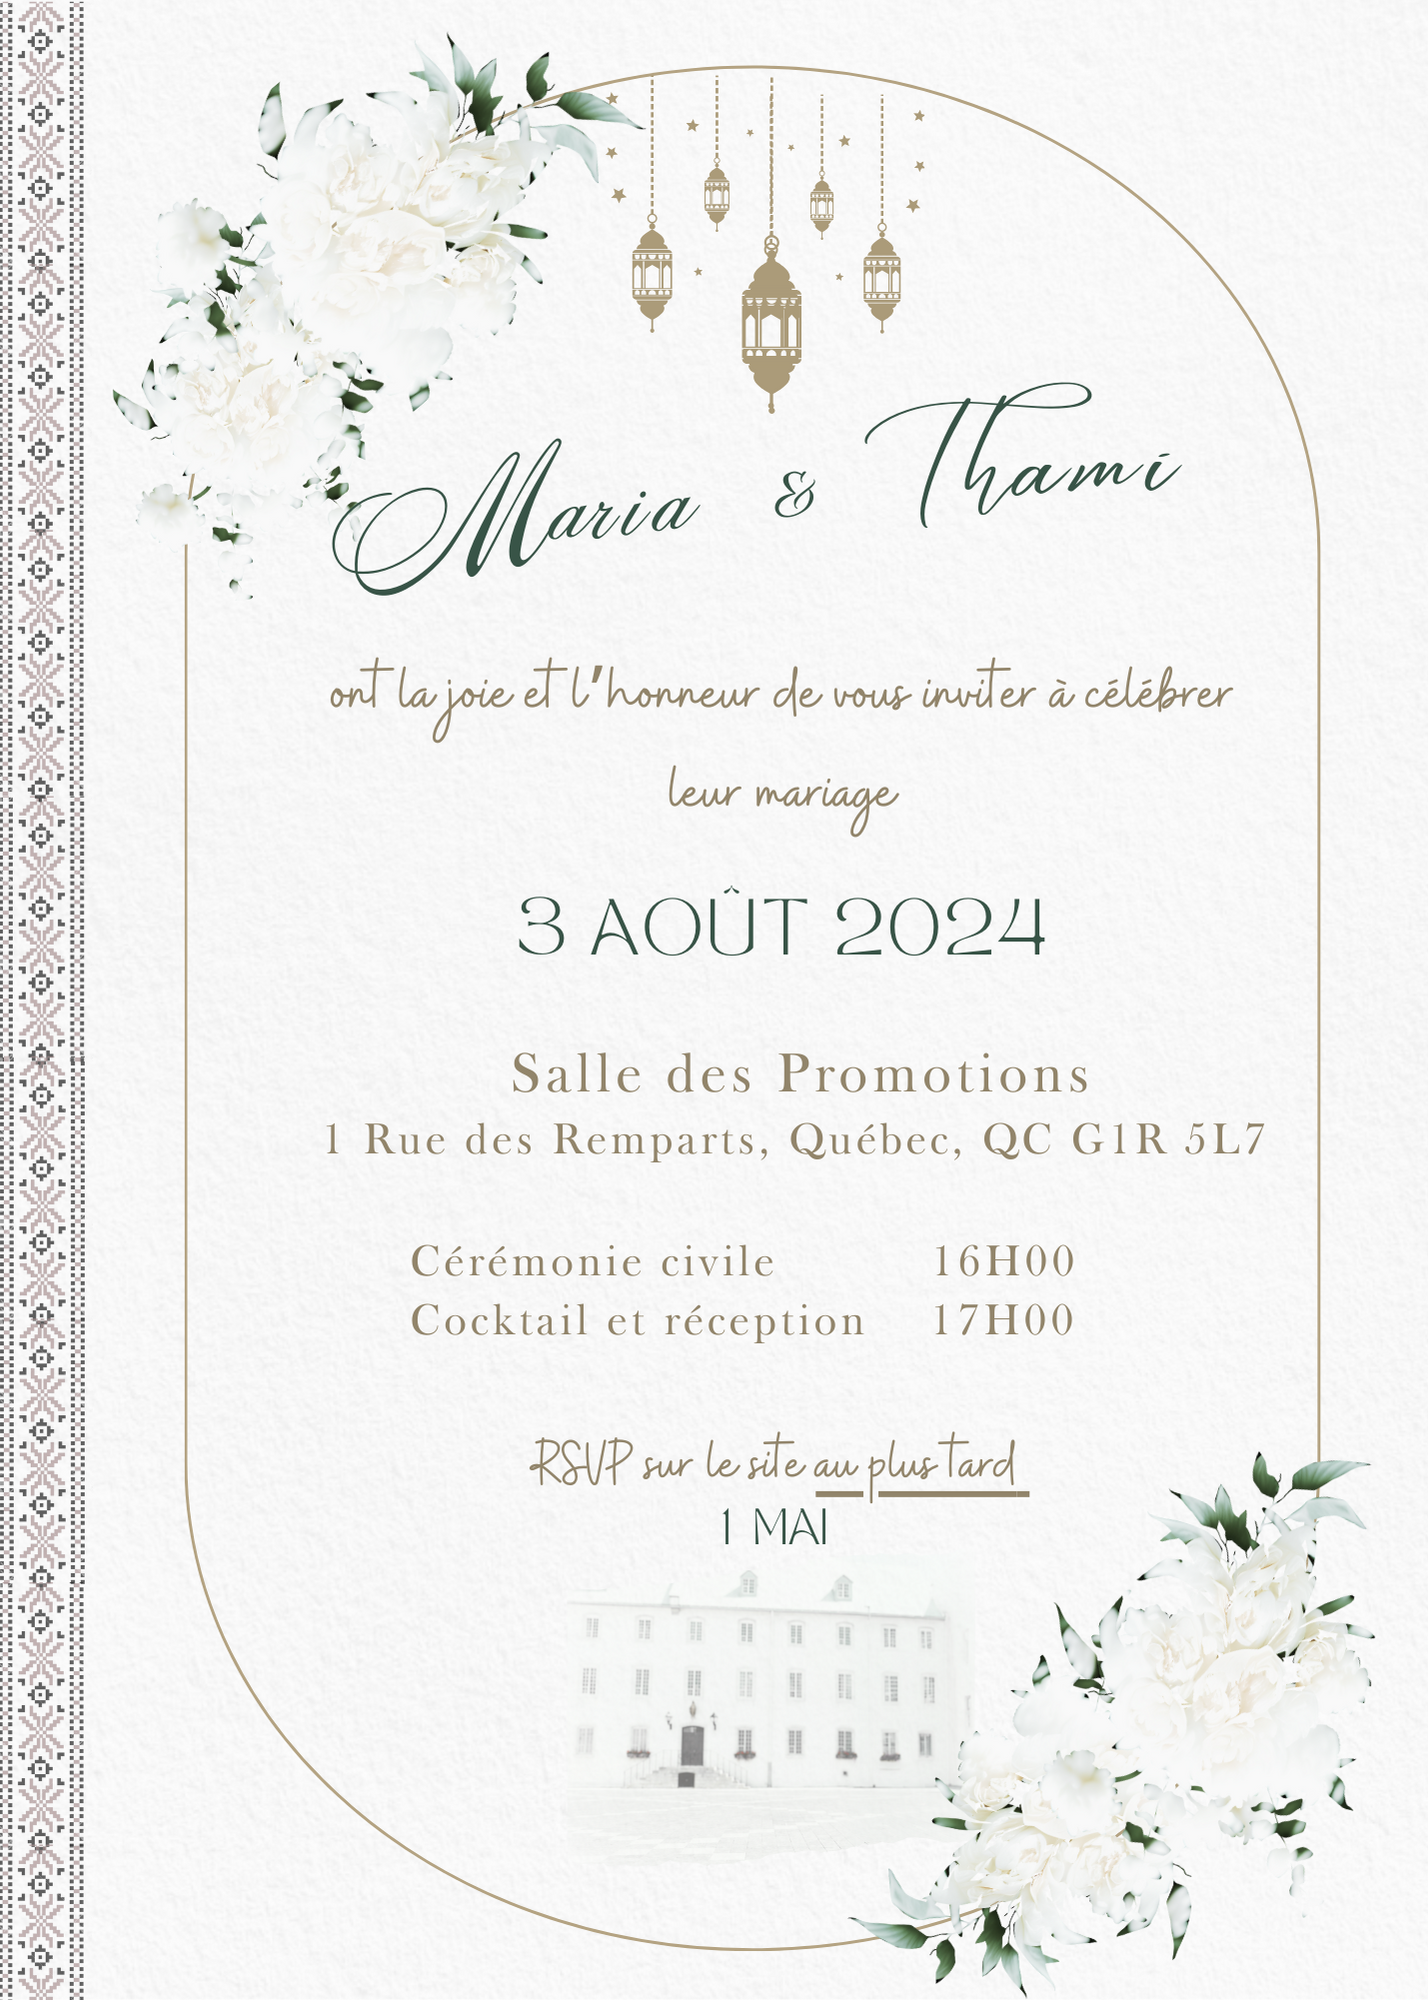 Maria & Thami
ont la joie et l'honneur de vous inviter à célébrer
leur mariage
3 AOÛT 2024
Salle des Promotions
1 Rue des Remparts, Québec, QC G1R 5L7
Cérémonie civile 16H00
Cocktail et réception 17H00
RSVP sur le site au plus tard
1 MAI